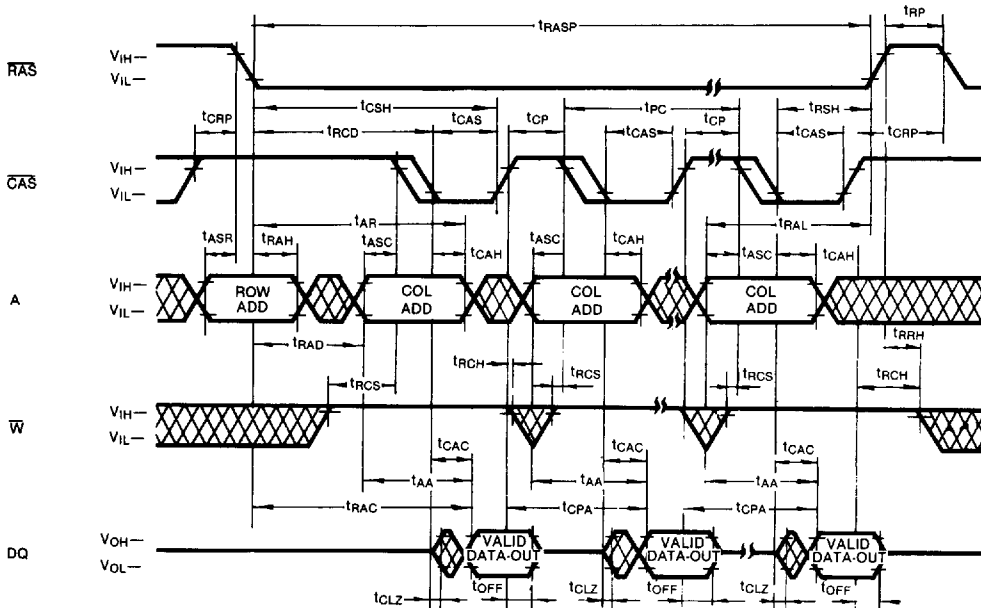 tRASP
tRP
RAS
VIH–
VIL–
tCSH
tPC
tRSH
tCRP
tRCD
tCAS
tCP
tCAS
tCP
tCAS
tCRP
CAS
VIH–
VIL–
tAR
tRAL
tASR
tRAH
tASC
tCAH
tASC
tCAH
tASC
tCAH
A
VIH–
VIL–
ROW ADD
COL ADD
COL ADD
COL ADD
tRAD
tRRH
tRCH
tRCS
tRCS
tRCS
tRCH
W
VIH–
VIL–
tCAC
tCAC
tCAC
tAA
tAA
tAA
tRAC
tCPA
tCPA
DQ
VOH–
VOL–
VALID DATA-OUT
VALID DATA-OUT
VALID DATA-OUT
tCLZ
tOFF
tCLZ
tOFF
tCLZ
tOFF